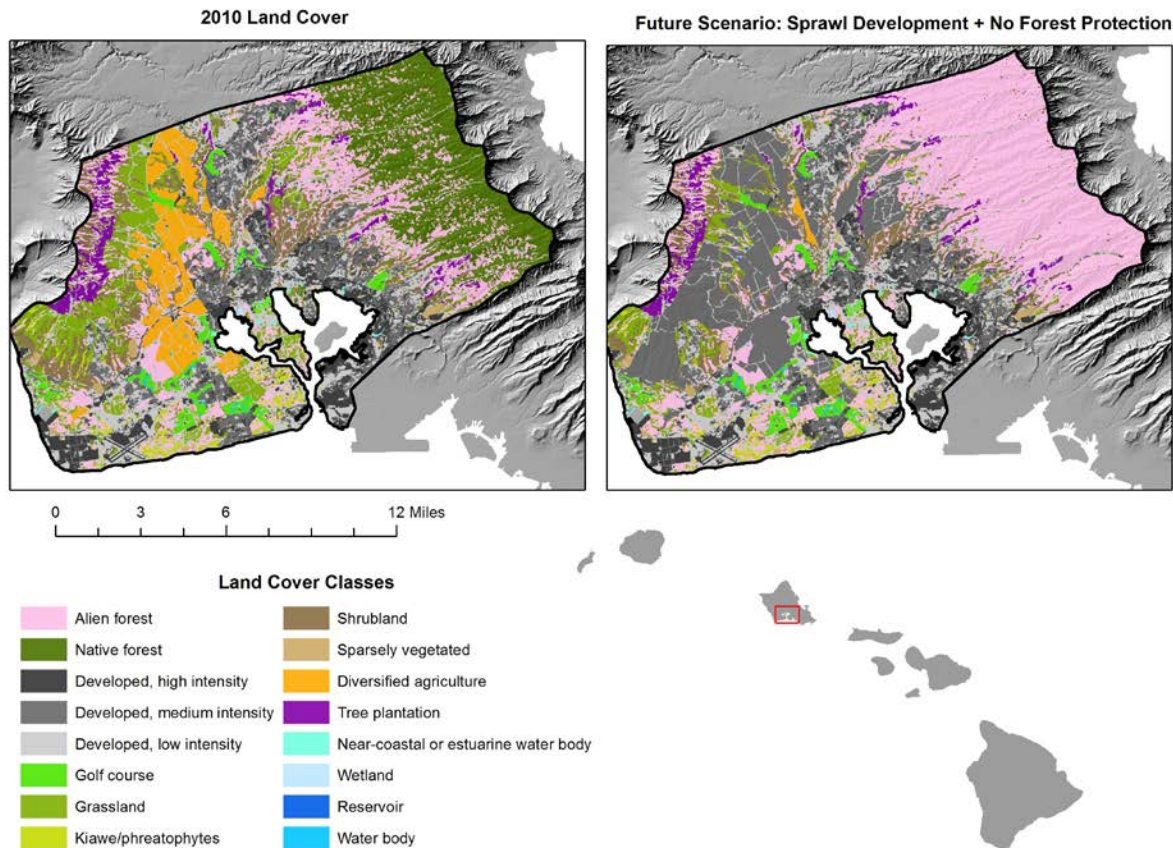 2010 Land Cover
Future Scenario: Sprawl Development + No Forest Protection
0 3 6 12 Miles
Land Cover Classes
Alien forest
Native forest
Developed, high intensity
Developed, medium intensity
Developed, low intensity
Golf course
Grassland
Kiawe/phreatophytes
Shrubland
Sparsely vegetated
Diversified agriculture
Tree plantation
Near-coastal or estuarine water body
Wetland
Reservoir
Water body